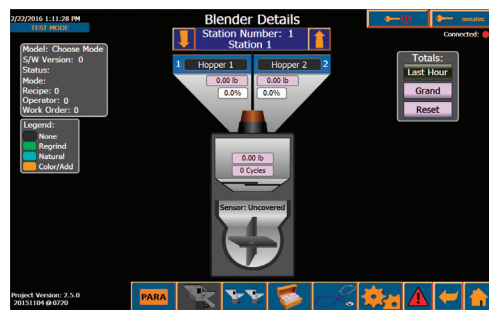 2/22/2016 1:11:28 PM
TEST MODE
Blender Details
Station Number: 1
Station 1
novatec
Connected:
Model: Choose Mode
S/W Version: 0
Status:
Mode:
Recipe: 0
Operator: 0
Work Order: 0
Legend:
None
Regrind
Natural
Color/Add
1 Hopper 1
Hopper 2 2
0.00 lb
0.00 lb
0.0%
0.0%
0.00 lb
0 Cycles
Sensor: Uncovered
Totals:
Last Hour
Grand
Reset
Project Version: 2.5.0
20151104 @ 0720
PARA